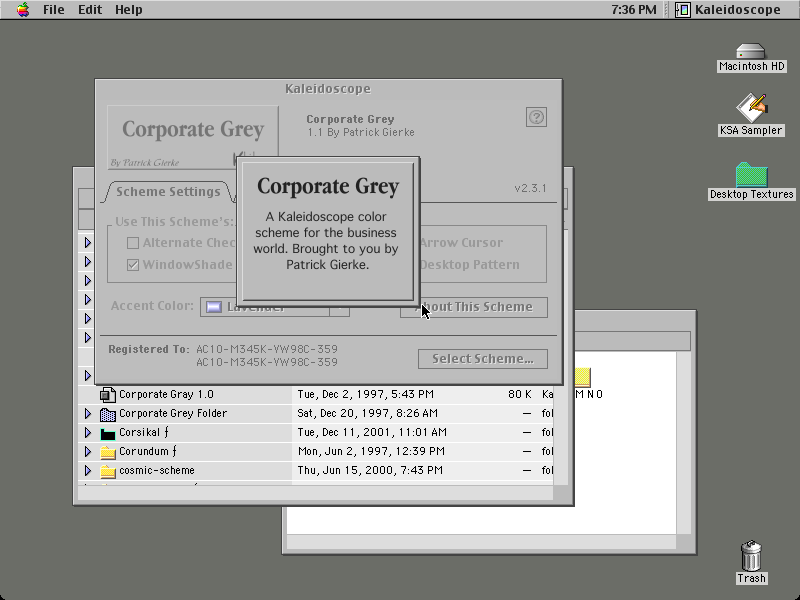 File Edit Help
7:36 PM Kaleidoscope
Macintosh HD
KSA Sampler
Desktop Textures
Trash
Kaleidoscope
Corporate Grey
By Patrick Gierke
Corporate Grey
1.1 By Patrick Gierke
v2.3.1
Scheme Settings
Use This Scheme's:
Alternate Chec
WindowShade
Arrow Cursor
Desktop Pattern
Accent Color: Lavender
About This Scheme
Registered To: AC10-M345K-VW98C-359
AC10-M345K-VW98C-359
Select Scheme...
Corporate Grey
A Kaleidoscope color
scheme for the business
world. Brought to you by
Patrick Gierke.
Corporate Gray 1.0 Tue, Dec 2, 1997, 5:43 PM 80 K Ka
Corporate Grey Folder Sat, Dec 20, 1997, 8:26 AM — fol
Corsikal ƒ Tue, Dec 11, 2001, 11:01 AM — fol
Corundum ƒ Mon, Jun 2, 1997, 12:39 PM — fol
cosmic-scheme Thu, Jun 15, 2000, 7:43 PM — fol
M N O